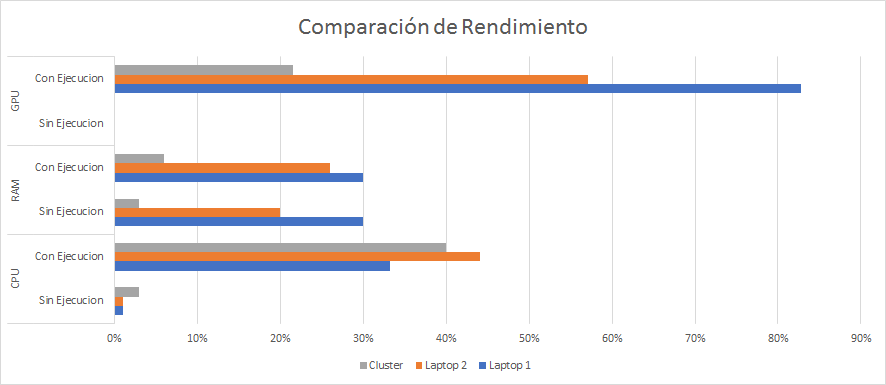 Comparación de Rendimiento
GPU
Con Ejecucion
Sin Ejecucion
RAM
Con Ejecucion
Sin Ejecucion
CPU
Con Ejecucion
Sin Ejecucion
0% 10% 20% 30% 40% 50% 60% 70% 80% 90%
Cluster Laptop 2 Laptop 1